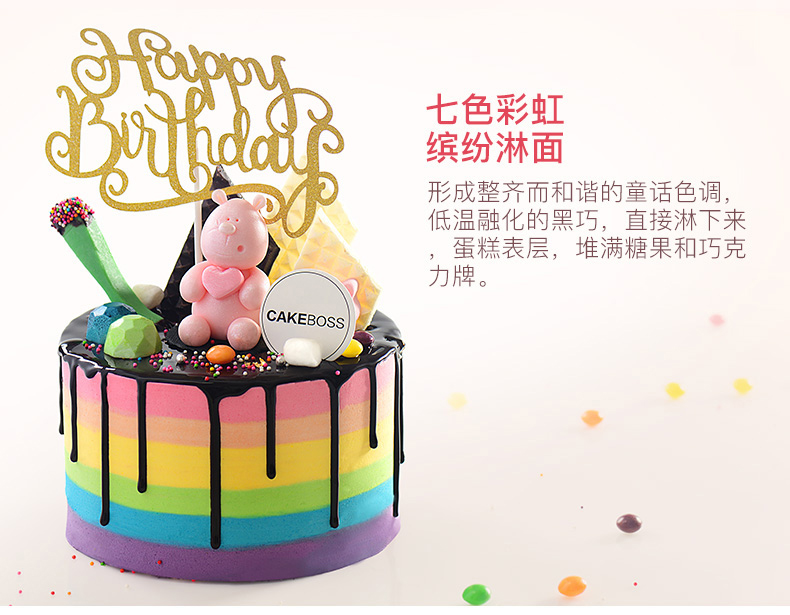 Happy
Birthday
CAKEBOSS
七色彩虹
缤纷淋面
形成整齐而和谐的童话色调，
低温融化的黑巧，直接淋下来
，蛋糕表层，堆满糖果和巧克
力牌。